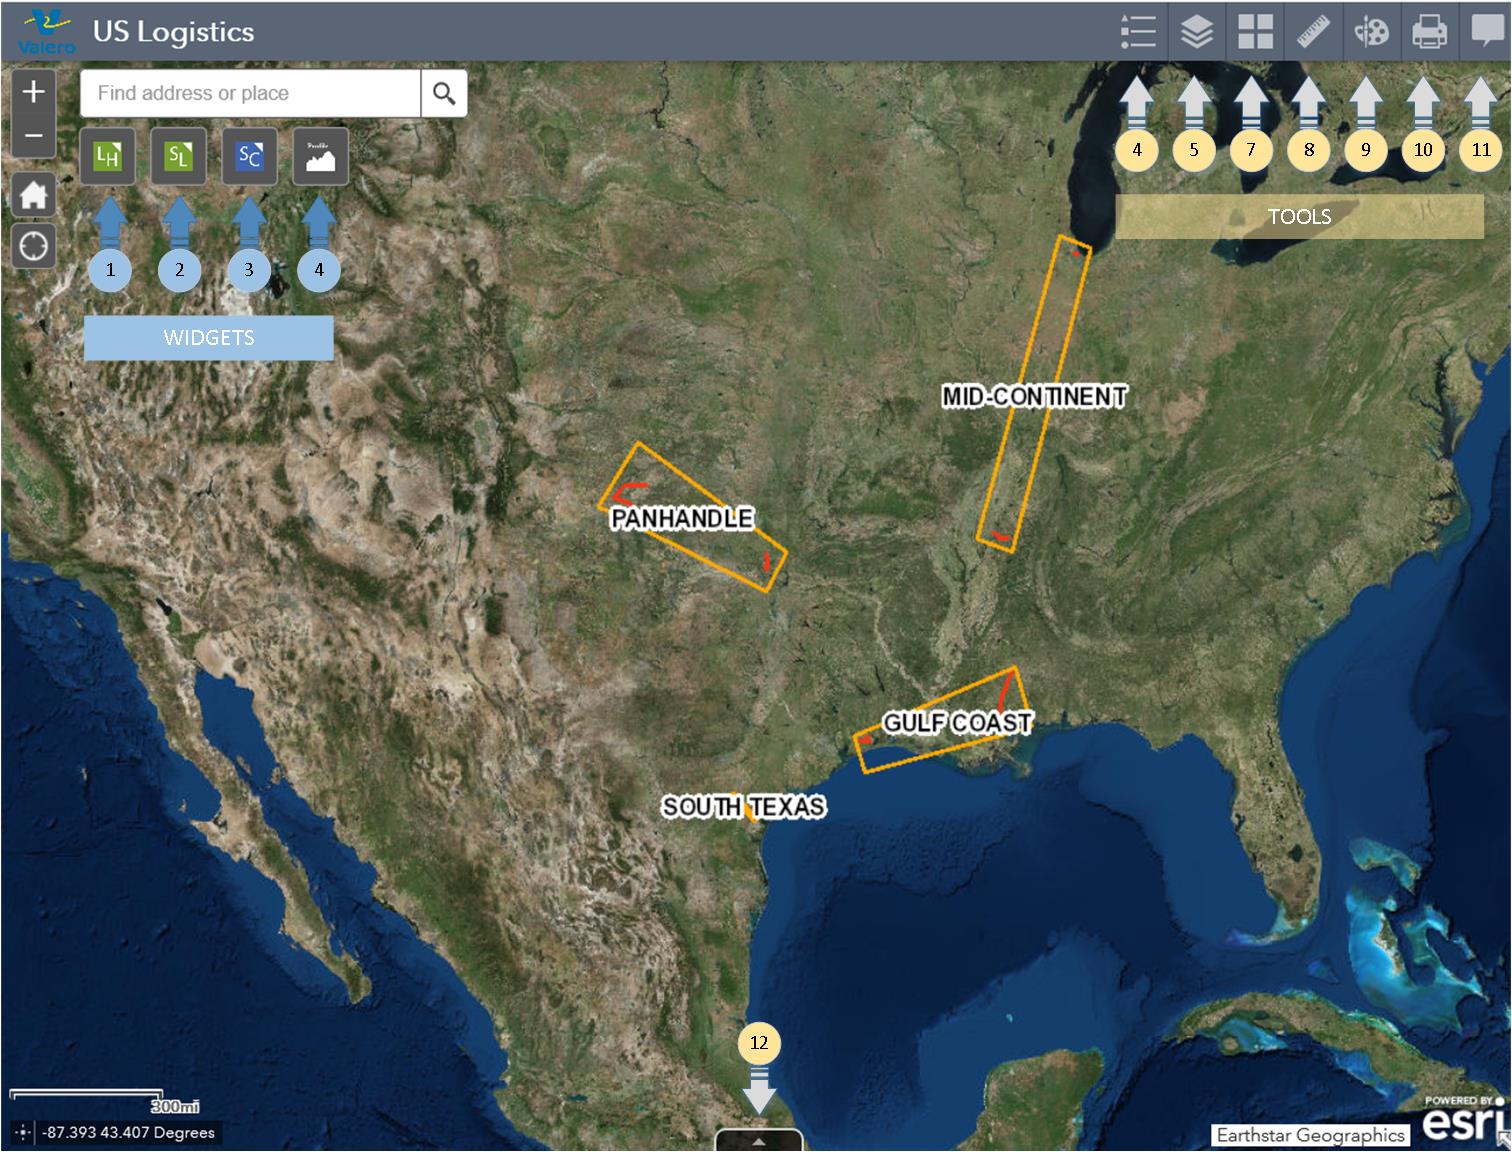 Valero
US Logistics
+
Find address or place
−
LH
SL
SC
Profile
4
5
7
8
9
10
11
TOOLS
1
2
3
4
WIDGETS
MID-CONTINENT
PANHANDLE
GULF COAST
SOUTH TEXAS
12
300mi
-87.393 43.407 Degrees
POWERED BY
esri
Earthstar Geographics